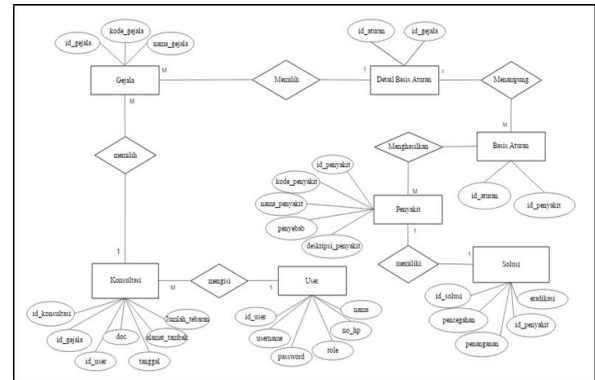 kode_gejala
id_gejala
nama_gejala
Gejala
M
Memilih
1
id_aturan
id_gejala
Detail Basis Aturan
1
Menampung
M
M
memilih
1
Basis Aturan
id_aturan
id_penyakit
Menghasilkan
M
id_penyakit
kode_penyakit
nama_penyakit
penyebab
deskripsi_penyakit
Penyakit
1
memiliki
1
Solusi
id_solusi
pencegahan
penanganan
id_penyakit
eradikasi
Konsultasi
M
mengisi
1
User
id_konsultasi
id_gejala
id_user
doc
tanggal
alamat_tambak
Jumlah_tebaran
id_user
username
password
role
no_hp
nama